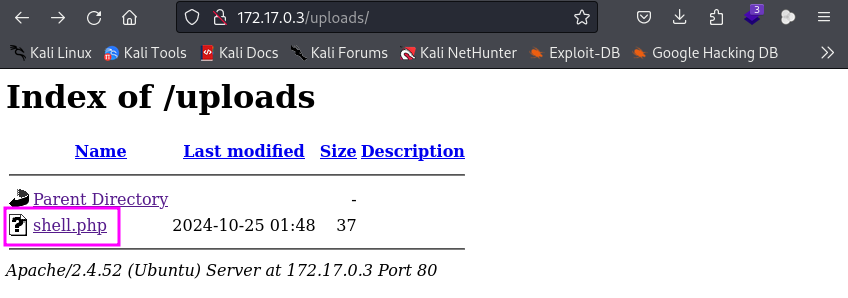 3
172.17.0.3/uploads/
Kali Linux Kali Tools Kali Docs Kali Forums Kali NetHunter Exploit-DB Google Hacking DB
Index of /uploads
Name Last modified Size Description
Parent Directory -
shell.php 2024-10-25 01:48 37
Apache/2.4.52 (Ubuntu) Server at 172.17.0.3 Port 80